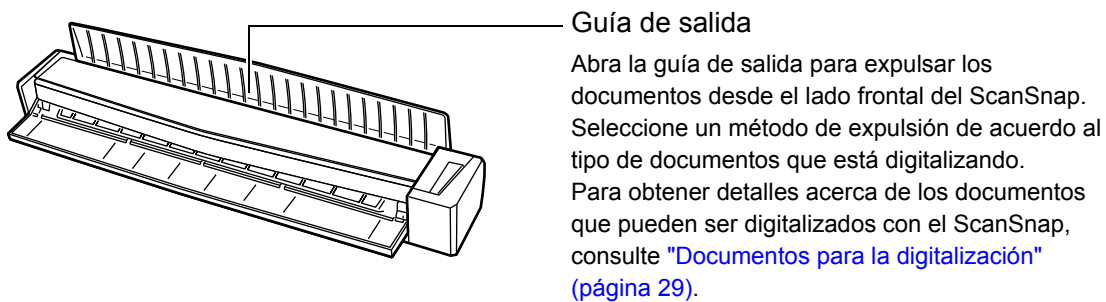 Guía de salida
Abra la guía de salida para expulsar los
documentos desde el lado frontal del ScanSnap.
Seleccione un método de expulsión de acuerdo al
tipo de documentos que está digitalizando.
Para obtener detalles acerca de los documentos
que pueden ser digitalizados con el ScanSnap,
consulte "Documentos para la digitalización"
(página 29).